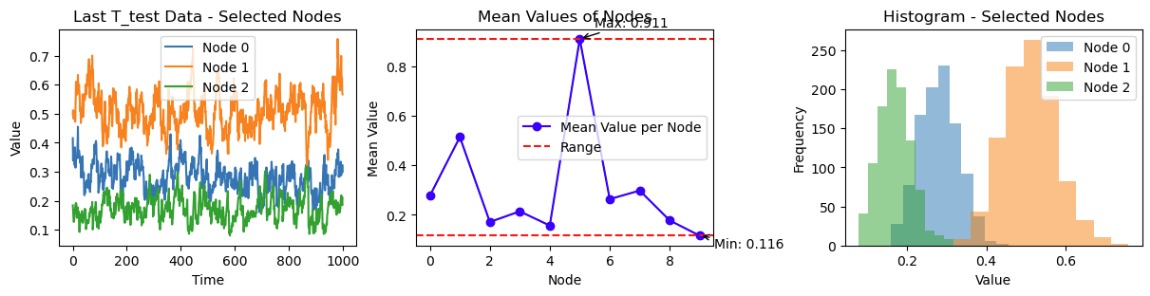 Last T_test Data - Selected Nodes
Value
0.7
0.6
0.5
0.4
0.3
0.2
0.1
Node 0
Node 1
Node 2
0 200 400 600 800 1000
Time
Mean Values of Nodes
Max: 0.911
Mean Value
0.8
0.6
0.4
0.2
Mean Value per Node
Range
Min: 0.116
0 2 4 6 8
Node
Histogram - Selected Nodes
Frequency
250
200
150
100
50
0
Node 0
Node 1
Node 2
0.2 0.4 0.6
Value